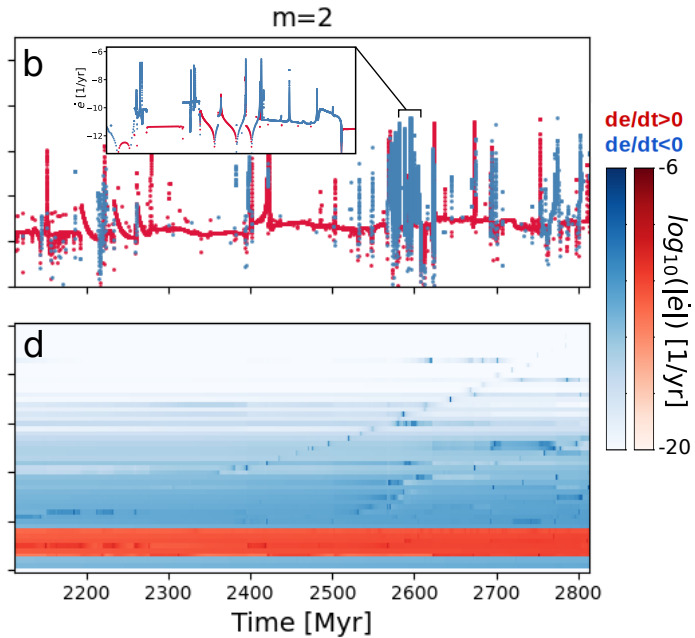 m=2
b
ė [1/yr]
−6
−8
−10
−12
de/dt>0
de/dt<0
-6
log₁₀(|ė|) [1/yr]
-20
d
2200 2300 2400 2500 2600 2700 2800
Time [Myr]